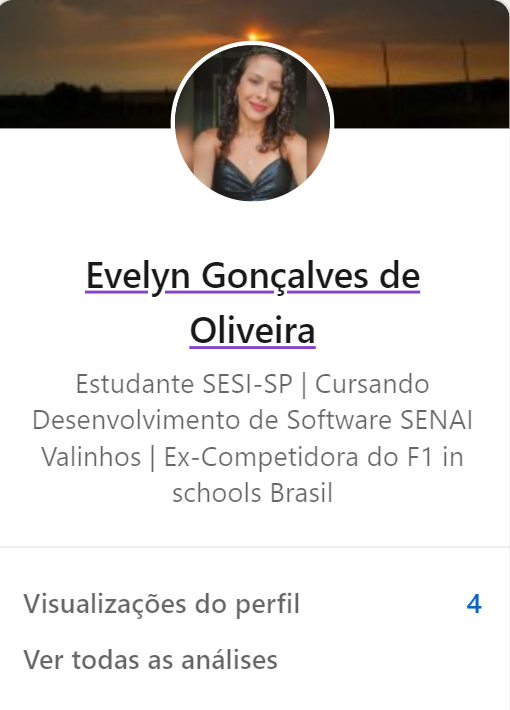 Evelyn Gonçalves de
Oliveira
Estudante SESI-SP | Cursando
Desenvolvimento de Software SENAI
Valinhos | Ex-Competidora do F1 in
schools Brasil
Visualizações do perfil 4
Ver todas as análises